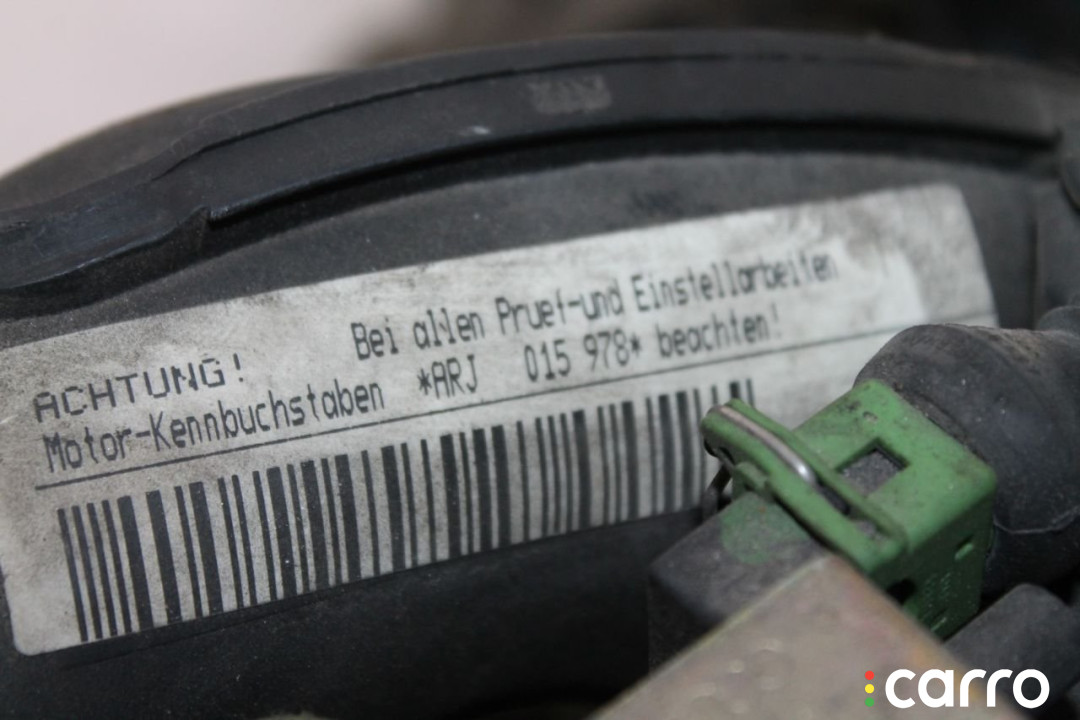 ACHTUNG! Bei allen Pruef-und Einstellarbeiten
Motor-Kennbuchstaben *ARJ 015 978* beachten!
carro